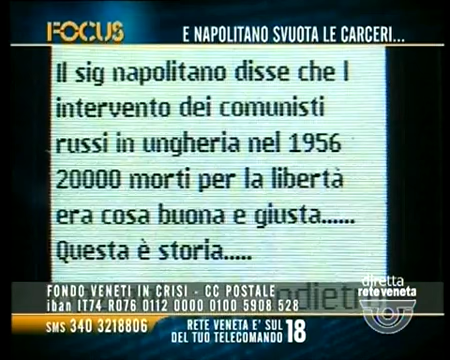 FOCUS
E NAPOLITANO SVUOTA LE CARCERI...
Il sig napolitano disse che l
intervento dei comunisti
russi in ungheria nel 1956
20000 morti per la libertà
era cosa buona e giusta......
Questa è storia.....
diretta
reteveneta
FONDO VENETI IN CRISI - CC POSTALE
iban IT74 R076 0112 0000 0100 5908 528
SMS 340 3218806
RETE VENETA E' SUL 18
DEL TUO TELECOMANDO